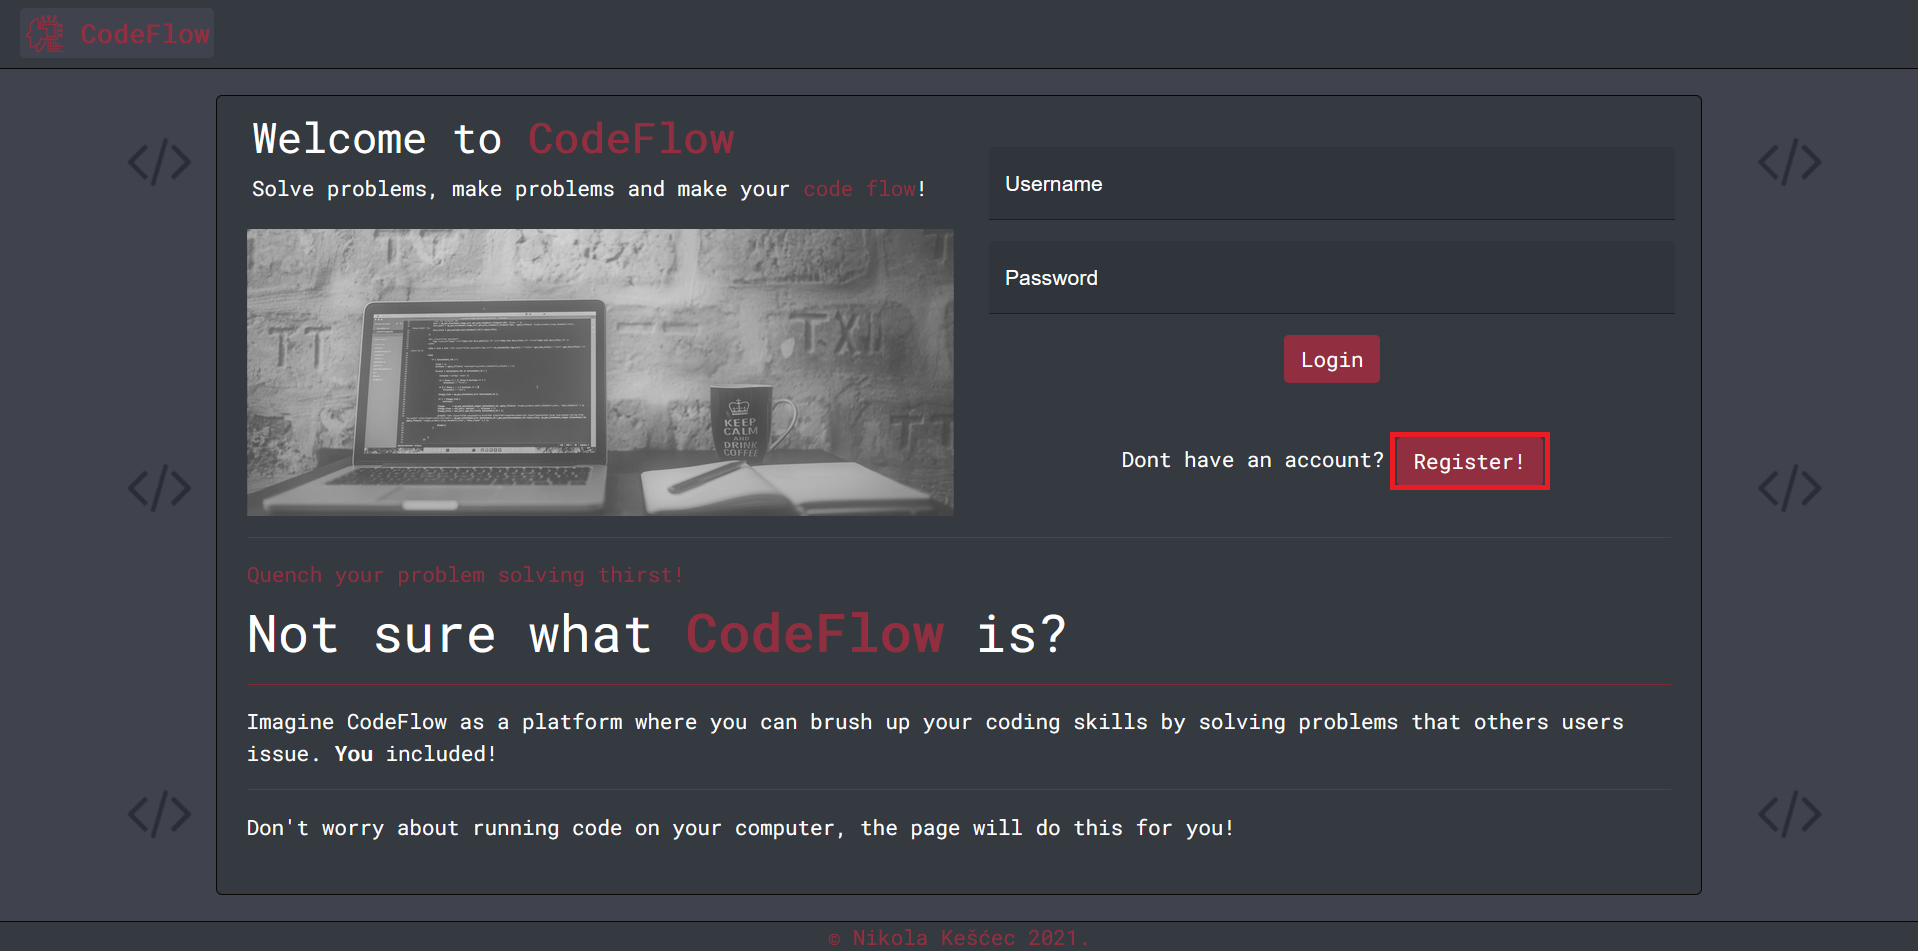 CodeFlow
Welcome to CodeFlow
Solve problems, make problems and make your code flow!
KEEP
CALM
AND
DRINK
COFFEE
Username
Password
Login
Dont have an account? Register!
Quench your problem solving thirst!
Not sure what CodeFlow is?
Imagine CodeFlow as a platform where you can brush up your coding skills by solving problems that others users
issue. You included!
Don't worry about running code on your computer, the page will do this for you!
© Nikola Kešćec 2021.